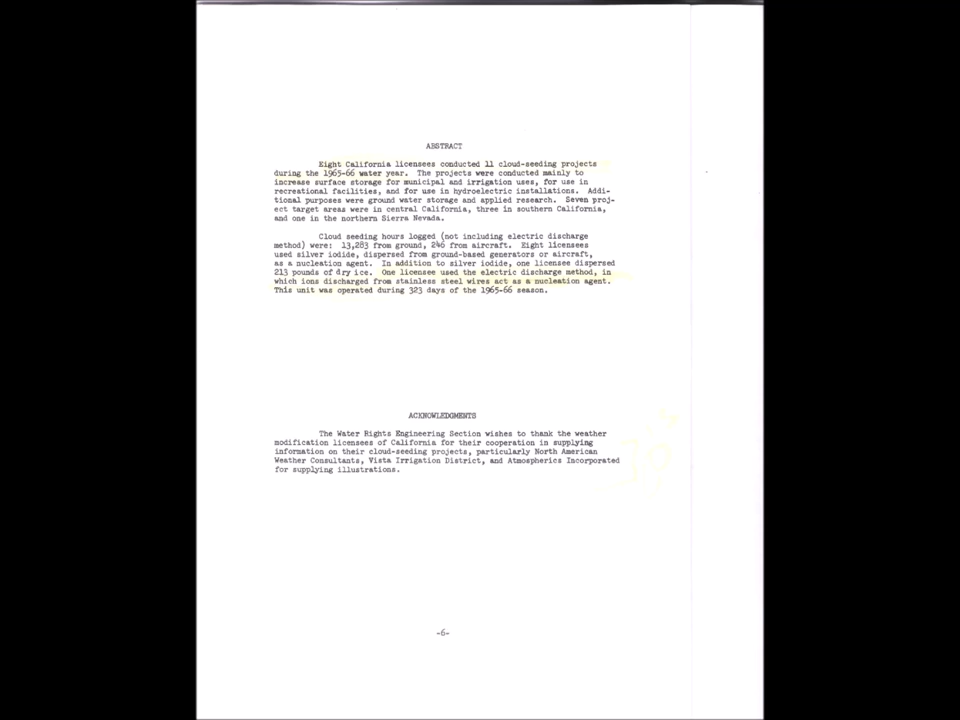 ABSTRACT
Eight California licensees conducted 11 cloud-seeding projects
during the 1965-66 water year. The projects were conducted mainly to
increase surface storage for municipal and irrigation uses, for use in
recreational facilities, and for use in hydroelectric installations. Addi-
tional purposes were ground water storage and applied research. Seven proj-
ect target areas were in central California, three in southern California,
and one in the northern Sierra Nevada.
Cloud seeding hours logged (not including electric discharge
method) were: 13,283 from ground, 246 from aircraft. Eight licensees
used silver iodide, dispersed from ground-based generators or aircraft,
as a nucleation agent. In addition to silver iodide, one licensee dispersed
213 pounds of dry ice. One licensee used the electric discharge method, in
which ions discharged from stainless steel wires act as a nucleation agent.
This unit was operated during 323 days of the 1965-66 season.
ACKNOWLEDGMENTS
The Water Rights Engineering Section wishes to thank the weather
modification licensees of California for their cooperation in supplying
information on their cloud-seeding projects, particularly North American
Weather Consultants, Vista Irrigation District, and Atmospherics Incorporated
for supplying illustrations.
-6-